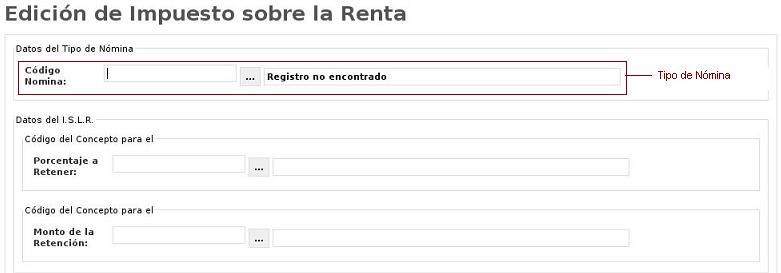 Edición de Impuesto sobre la Renta
Datos del Tipo de Nómina
Código
Nomina:
...
Registro no encontrado
Tipo de Nómina
Datos del I.S.L.R.
Código del Concepto para el
Porcentaje a
Retener:
...
Código del Concepto para el
Monto de la
Retención:
...